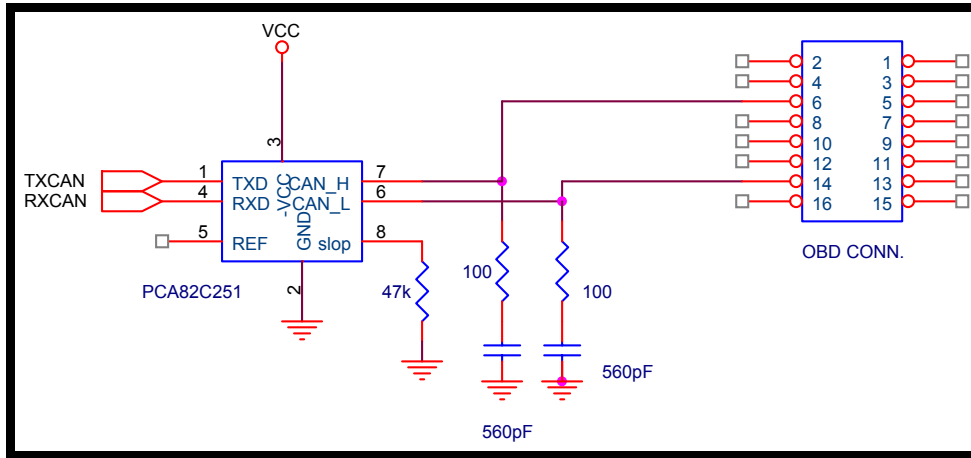 VCC
3
TXCAN
RXCAN
1
4
5
TXD
RXD
REF
-VCC
GND
CAN_H
CAN_L
slop
7
6
8
2
PCA82C251
47k
100
100
560pF
560pF
2 1
4 3
6 5
8 7
10 9
12 11
14 13
16 15
OBD CONN.